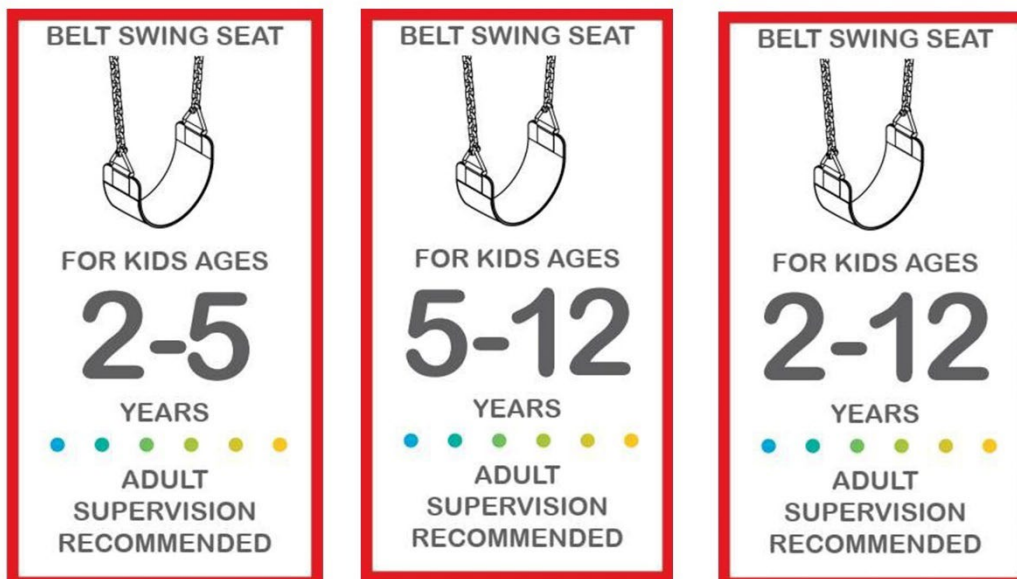 BELT SWING SEAT
FOR KIDS AGES
2-5
YEARS
ADULT
SUPERVISION
RECOMMENDED
BELT SWING SEAT
FOR KIDS AGES
5-12
YEARS
ADULT
SUPERVISION
RECOMMENDED
BELT SWING SEAT
FOR KIDS AGES
2-12
YEARS
ADULT
SUPERVISION
RECOMMENDED